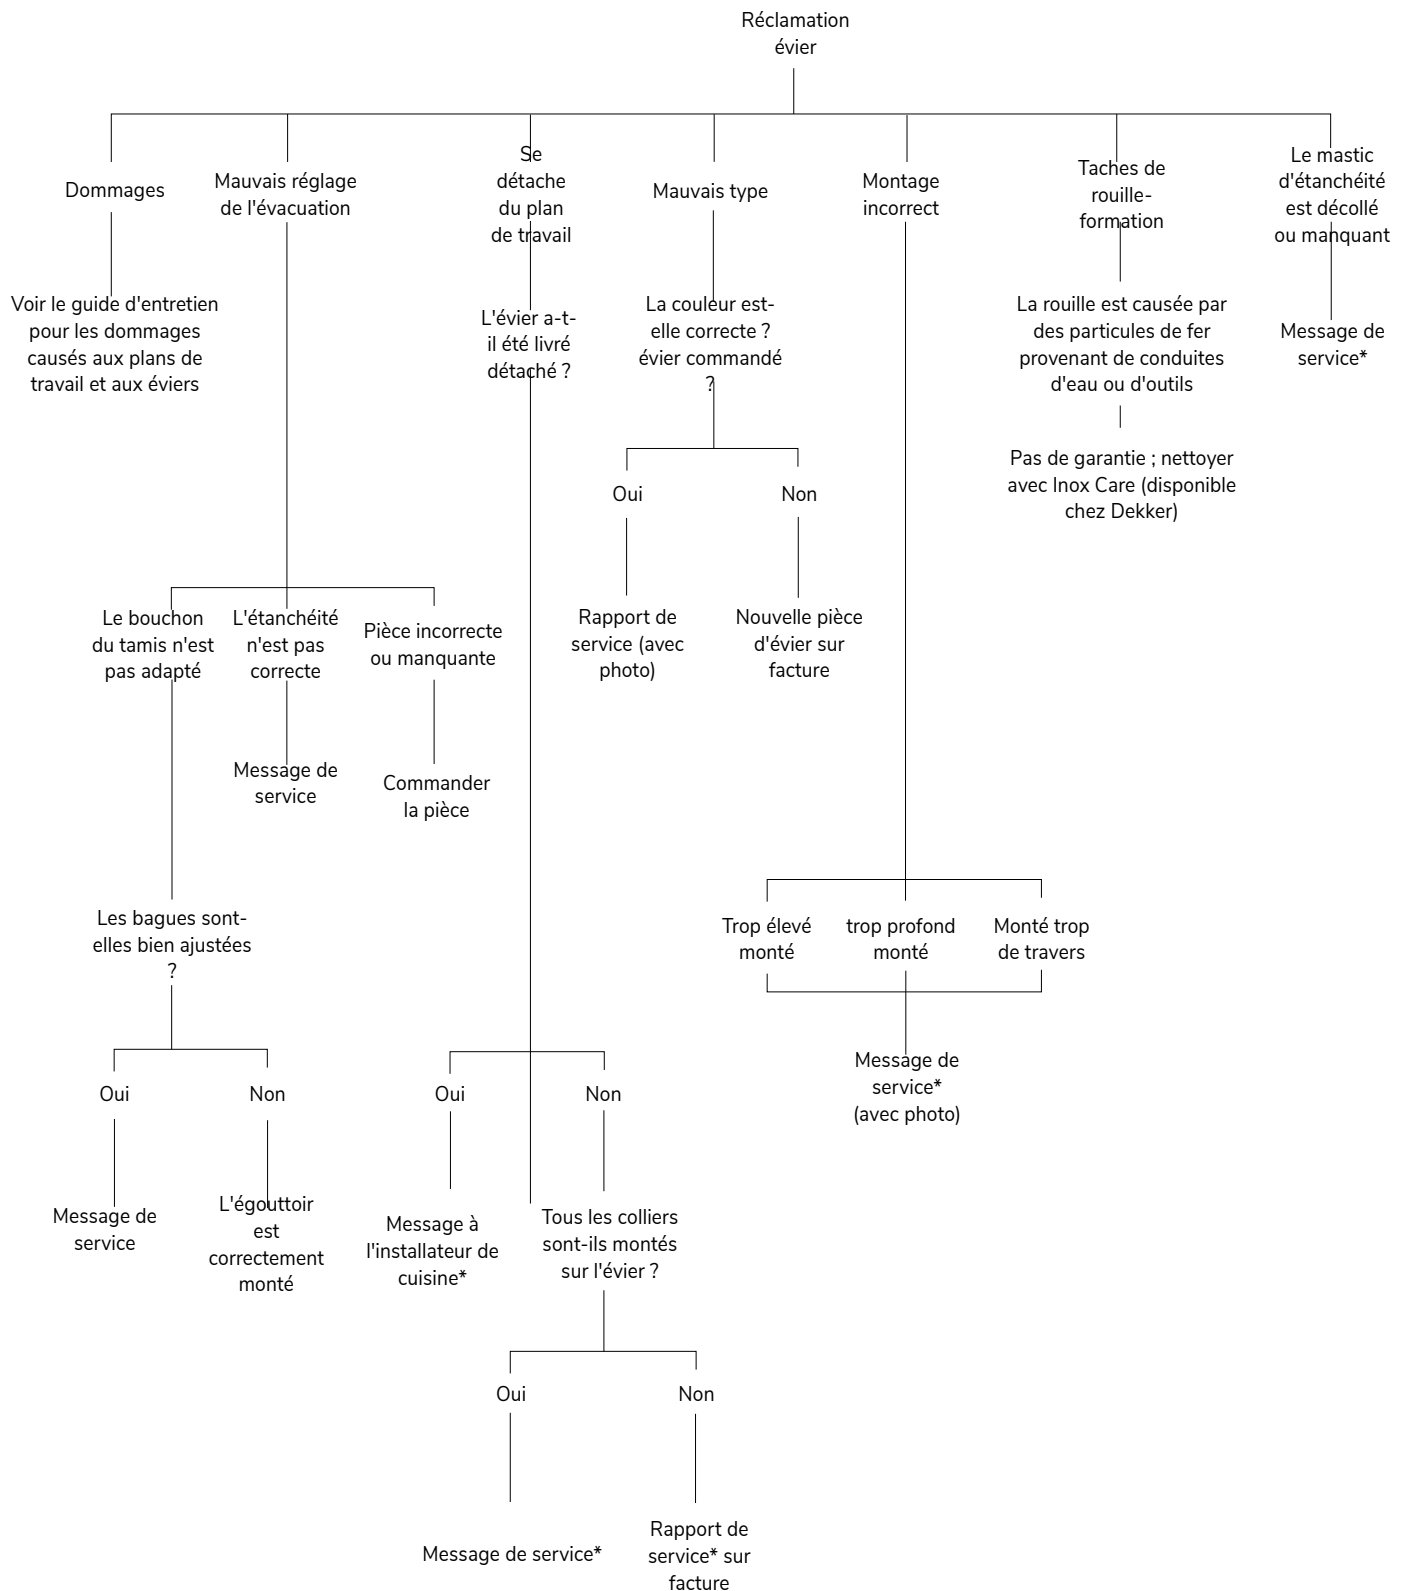 Réclamation
évier
Dommages
Mauvais réglage
de l'évacuation
Se
détache
du plan
de travail
Mauvais type
Montage
incorrect
Taches de
rouille-
formation
Le mastic
d'étanchéité
est décollé
ou manquant
Voir le guide d'entretien
pour les dommages
causés aux plans de
travail et aux éviers
L'évier a-t-
il été livré
détaché ?
La couleur est-
elle correcte ?
évier commandé
?
La rouille est causée par
des particules de fer
provenant de conduites
d'eau ou d'outils
Message de
service*
Pas de garantie ; nettoyer
avec Inox Care (disponible
chez Dekker)
Oui
Non
Rapport de
service (avec
photo)
Nouvelle pièce
d'évier sur
facture
Le bouchon
du tamis n'est
pas adapté
L'étanchéité
n'est pas
correcte
Pièce incorrecte
ou manquante
Message de
service
Commander
la pièce
Les bagues sont-
elles bien ajustées
?
Trop élevé
monté
trop profond
monté
Monté trop
de travers
Message de
service*
(avec photo)
Oui
Non
Oui
Non
Message de
service
L'égouttoir
est
correctement
monté
Message à
l'installateur de
cuisine*
Tous les colliers
sont-ils montés
sur l'évier ?
Oui
Non
Message de service*
Rapport de
service* sur
facture